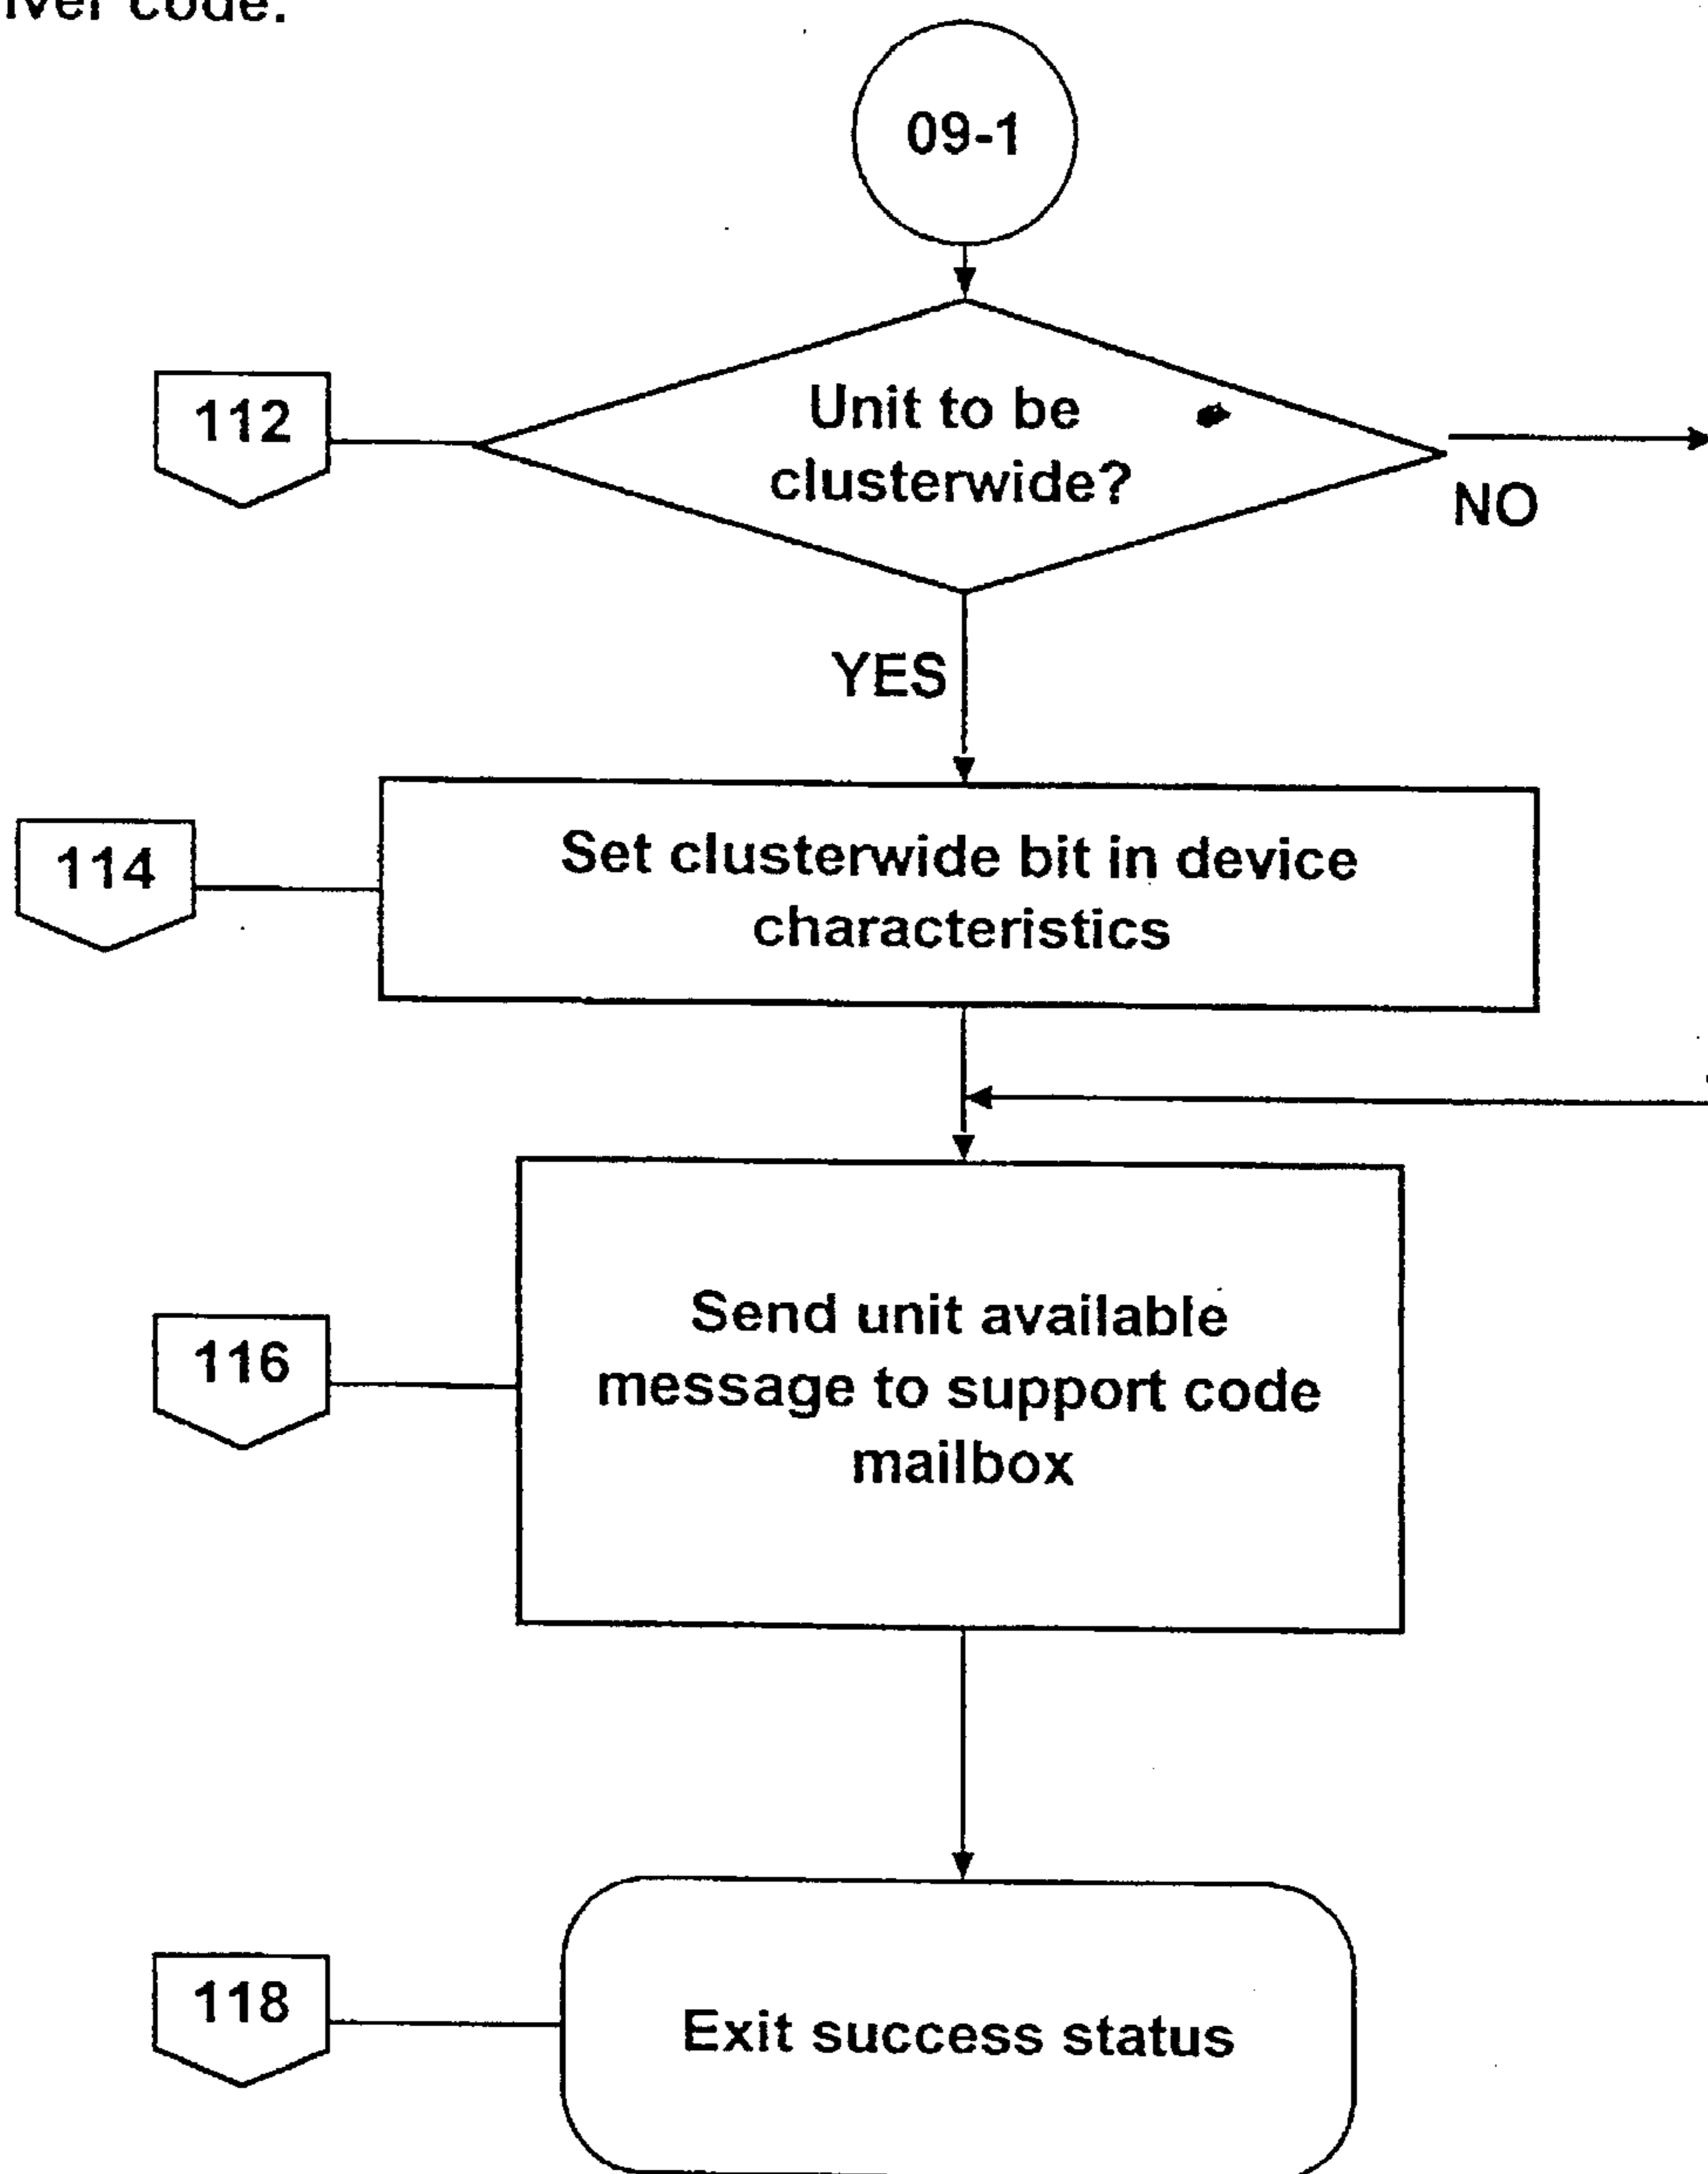 code.
09-1
112
Unit to be
clusterwide?
NO
YES
114
Set clusterwide bit in device
characteristics
116
Send unit available
message to support code
mailbox
118
Exit success status